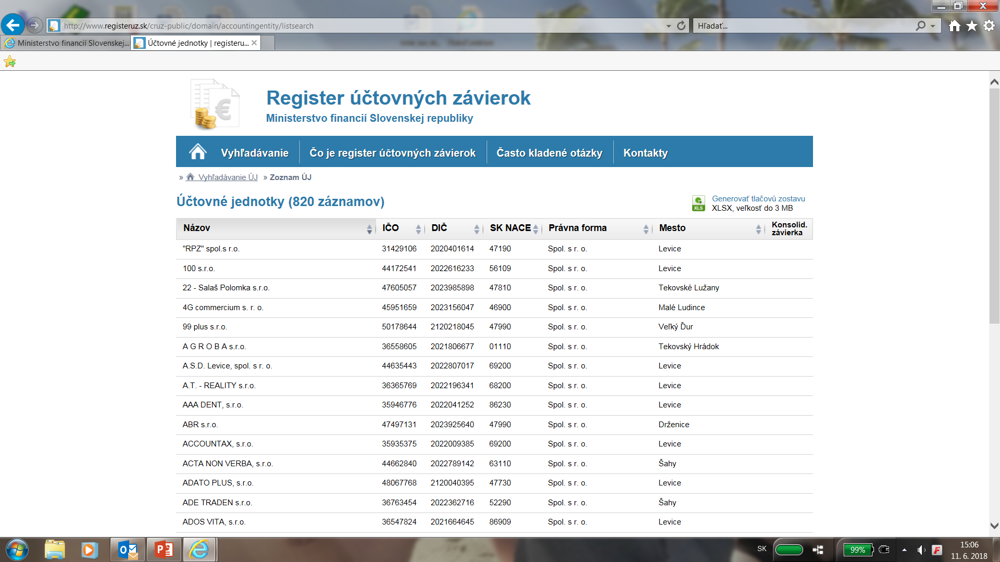 http://www.registeruz.sk/cruz-public/domain/accountingentity/listsearch
Hľadať...
Ministerstvo financií Slovenskej...
Účtovné jednotky | registeru...
Register účtovných závierok
Ministerstvo financií Slovenskej republiky
Vyhľadávanie Čo je register účtovných závierok Často kladené otázky Kontakty
» Vyhľadávanie ÚJ » Zoznam ÚJ
Účtovné jednotky (820 záznamov)
Generovať tlačovú zostavu
XLSX, veľkosť do 3 MB
XLS
Názov IČO DIČ SK NACE Právna forma Mesto Konsolid. závierka
"RPZ" spol.s r.o. 31429106 2020401614 47190 Spol. s r. o. Levice
100 s.r.o. 44172541 2022616233 56109 Spol. s r. o. Levice
22 - Salaš Polomka s.r.o. 47605057 2023985898 47810 Spol. s r. o. Tekovské Lužany
4G commercium s. r. o. 45951659 2023156047 46900 Spol. s r. o. Malé Ludince
99 plus s.r.o. 50178644 2120218045 47990 Spol. s r. o. Veľký Ďur
A G R O B A s.r.o. 36558605 2021806677 01110 Spol. s r. o. Tekovský Hrádok
A.S.D. Levice, spol. s r. o. 44635443 2022807017 69200 Spol. s r. o. Levice
A.T. - REALITY s.r.o. 36365769 2022196341 68200 Spol. s r. o. Levice
AAA DENT, s.r.o. 35946776 2022041252 86230 Spol. s r. o. Levice
ABR s.r.o. 47497131 2023925640 47990 Spol. s r. o. Drženice
ACCOUNTAX, s.r.o. 35935375 2022009385 69200 Spol. s r. o. Levice
ACTA NON VERBA, s.r.o. 44662840 2022789142 63110 Spol. s r. o. Šahy
ADATO PLUS, s.r.o. 48067768 2120040395 47730 Spol. s r. o. Levice
ADE TRADEN s.r.o. 36763454 2022362716 52290 Spol. s r. o. Šahy
ADOS VITA, s.r.o. 36547824 2021664645 86909 Spol. s r. o. Levice
SK
99%
15:06
11. 6. 2018